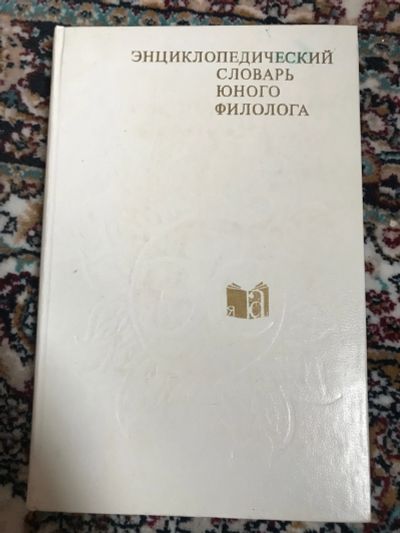 ЭНЦИКЛОПЕДИЧЕСКИЙ
СЛОВАРЬ
ЮНОГО
ФИЛОЛОГА
а
я